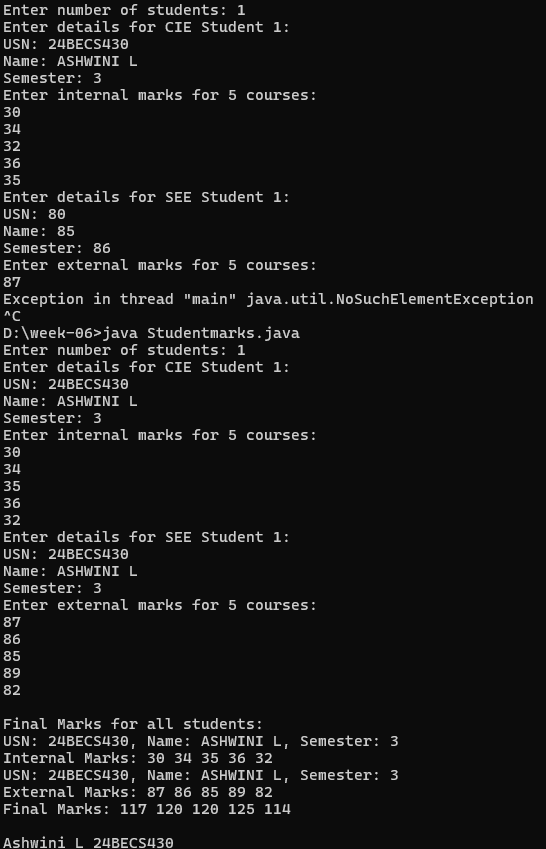 Enter number of students: 1
Enter details for CIE Student 1:
USN: 24BECS430
Name: ASHWINI L
Semester: 3
Enter internal marks for 5 courses:
30
34
32
36
35
Enter details for SEE Student 1:
USN: 80
Name: 85
Semester: 86
Enter external marks for 5 courses:
87
Exception in thread "main" java.util.NoSuchElementException
^C
D:\week-06>java Studentmarks.java
Enter number of students: 1
Enter details for CIE Student 1:
USN: 24BECS430
Name: ASHWINI L
Semester: 3
Enter internal marks for 5 courses:
30
34
35
36
32
Enter details for SEE Student 1:
USN: 24BECS430
Name: ASHWINI L
Semester: 3
Enter external marks for 5 courses:
87
86
85
89
82
Final Marks for all students:
USN: 24BECS430, Name: ASHWINI L, Semester: 3
Internal Marks: 30 34 35 36 32
USN: 24BECS430, Name: ASHWINI L, Semester: 3
External Marks: 87 86 85 89 82
Final Marks: 117 120 120 125 114
Ashwini L 24BECS430